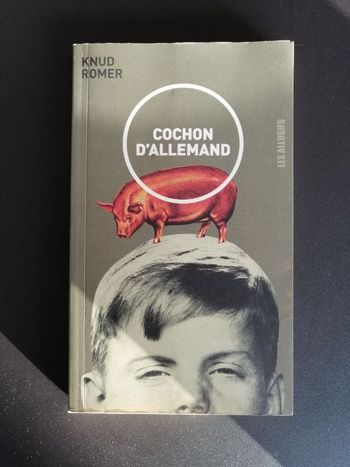 KNUD
ROMER
COCHON
D'ALLEMAND
LES ALLUSIFS